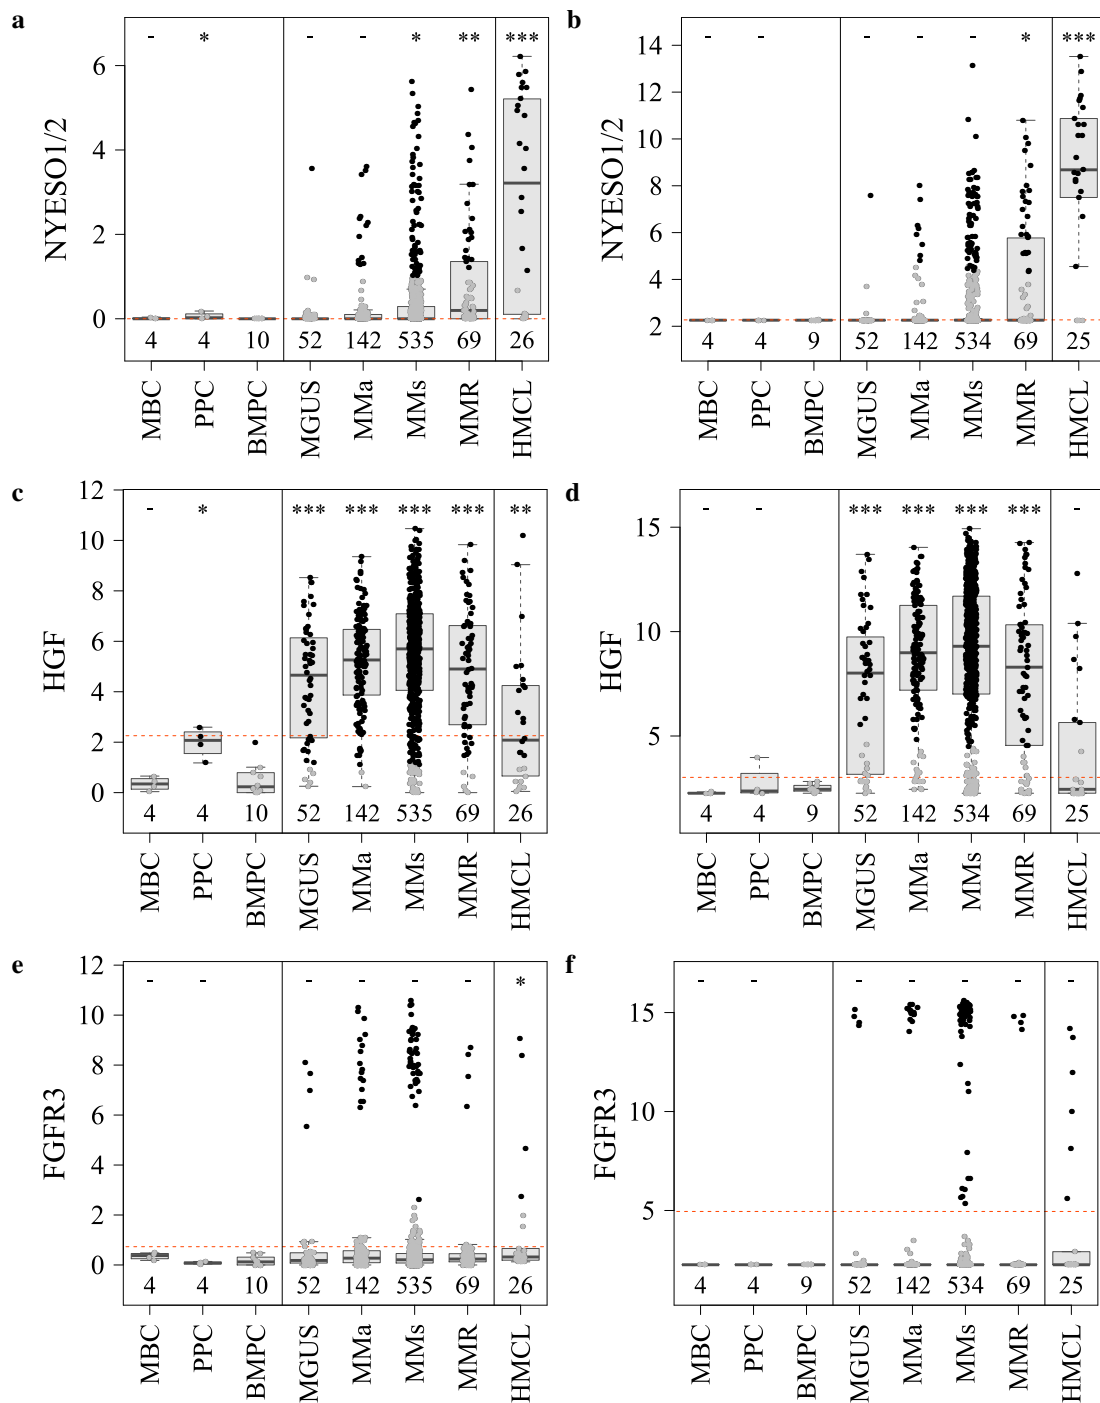 a
- * - - * ** ***
NYESO1/2
6
4
2
0
4 4 10 52 142 535 69 26
MBC PPC BMPC MGUS MMa MMs MMR HMCL
b
- - - - - * ***
NYESO1/2
14
12
10
8
6
4
2
4 4 9 52 142 534 69 25
MBC PPC BMPC MGUS MMa MMs MMR HMCL
c
- * *** *** *** *** **
HGF
12
10
8
6
4
2
0
4 4 10 52 142 535 69 26
MBC PPC BMPC MGUS MMa MMs MMR HMCL
d
- - *** *** *** *** -
HGF
15
10
5
4 4 9 52 142 534 69 25
MBC PPC BMPC MGUS MMa MMs MMR HMCL
e
- - - - - - *
FGFR3
12
10
8
6
4
2
0
4 4 10 52 142 535 69 26
MBC PPC BMPC MGUS MMa MMs MMR HMCL
f
- - - - - - -
FGFR3
15
10
5
4 4 9 52 142 534 69 25
MBC PPC BMPC MGUS MMa MMs MMR HMCL